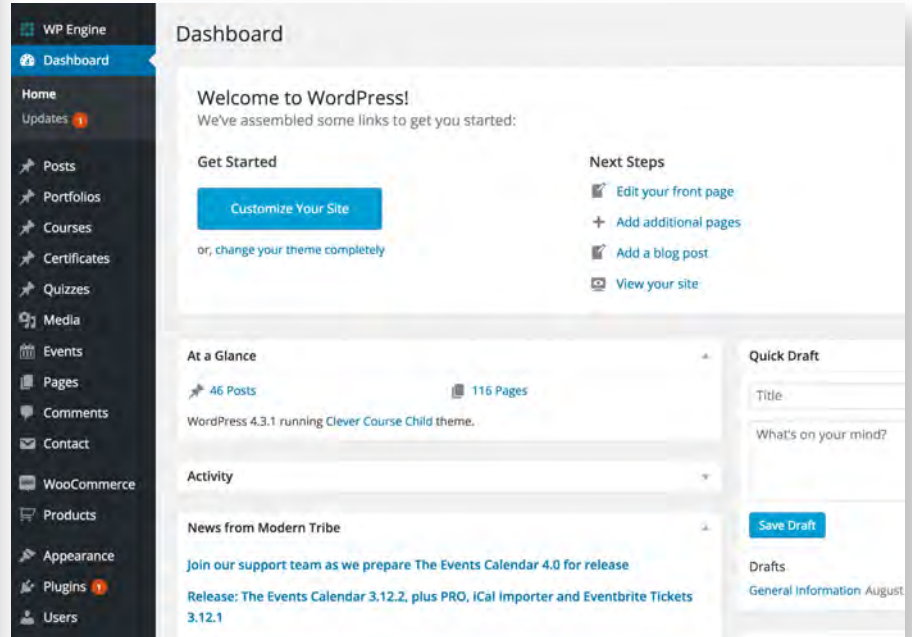 WP Engine
Dashboard
Home
Updates 1
Posts
Portfolios
Courses
Certificates
Quizzes
Media
Events
Pages
Comments
Contact
WooCommerce
Products
Appearance
Plugins 1
Users
Dashboard
Welcome to WordPress!
We've assembled some links to get you started:
Get Started
Customize Your Site
or, change your theme completely
Next Steps
Edit your front page
Add additional pages
Add a blog post
View your site
At a Glance
46 Posts
116 Pages
WordPress 4.3.1 running Clever Course Child theme.
Activity
News from Modern Tribe
Join our support team as we prepare The Events Calendar 4.0 for release
Release: The Events Calendar 3.12.2, plus PRO, iCal Importer and Eventbrite Tickets
3.12.1
Quick Draft
Title
What's on your mind?
Save Draft
Drafts
General Information August